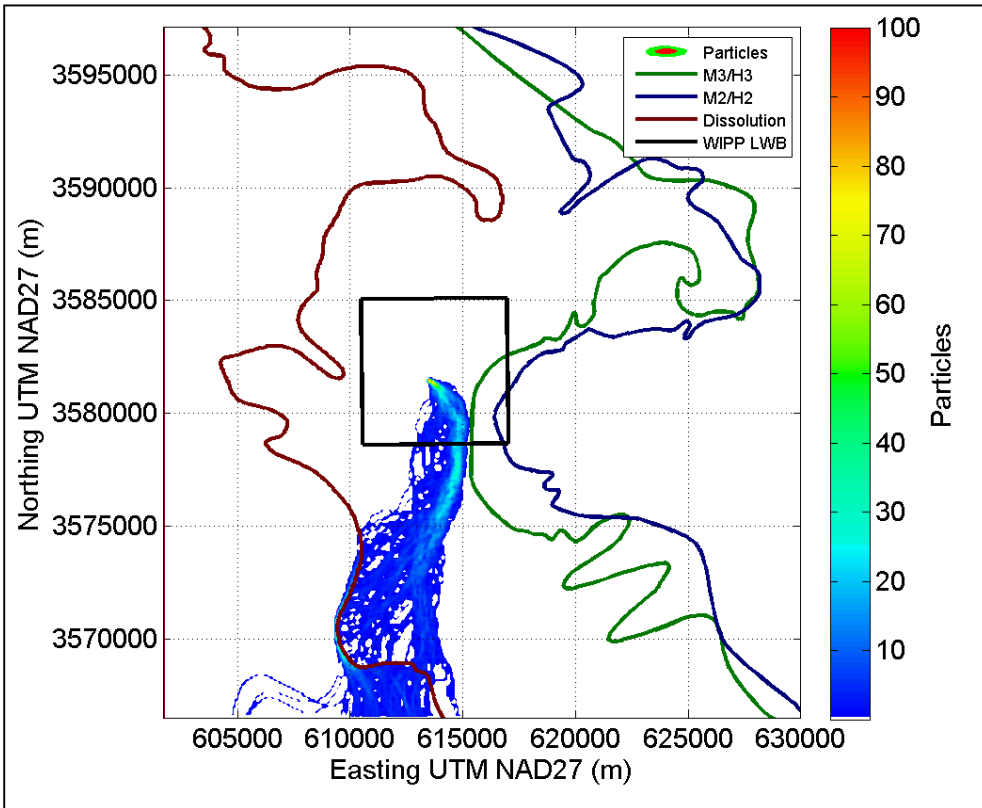 Particles
M3/H3
M2/H2
Dissolution
WIPP LWB
3595000
3590000
3585000
3580000
3575000
3570000
Northing UTM NAD27 (m)
605000 610000 615000 620000 625000 630000
Easting UTM NAD27 (m)
100
90
80
70
60
50
40
30
20
10
Particles